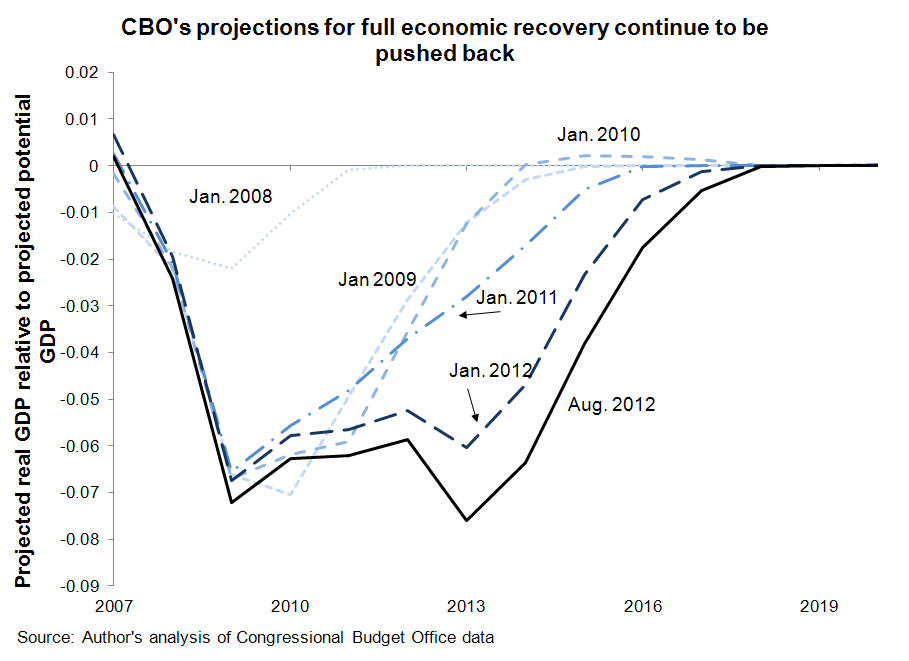 CBO's projections for full economic recovery continue to be
pushed back
Projected real GDP relative to projected potential
GDP
0.02
0.01
0
-0.01
-0.02
-0.03
-0.04
-0.05
-0.06
-0.07
-0.08
-0.09
Jan. 2010
Jan. 2008
Jan 2009
Jan. 2011
Jan. 2012
Aug. 2012
2007
2010
2013
2016
2019
Source: Author's analysis of Congressional Budget Office data